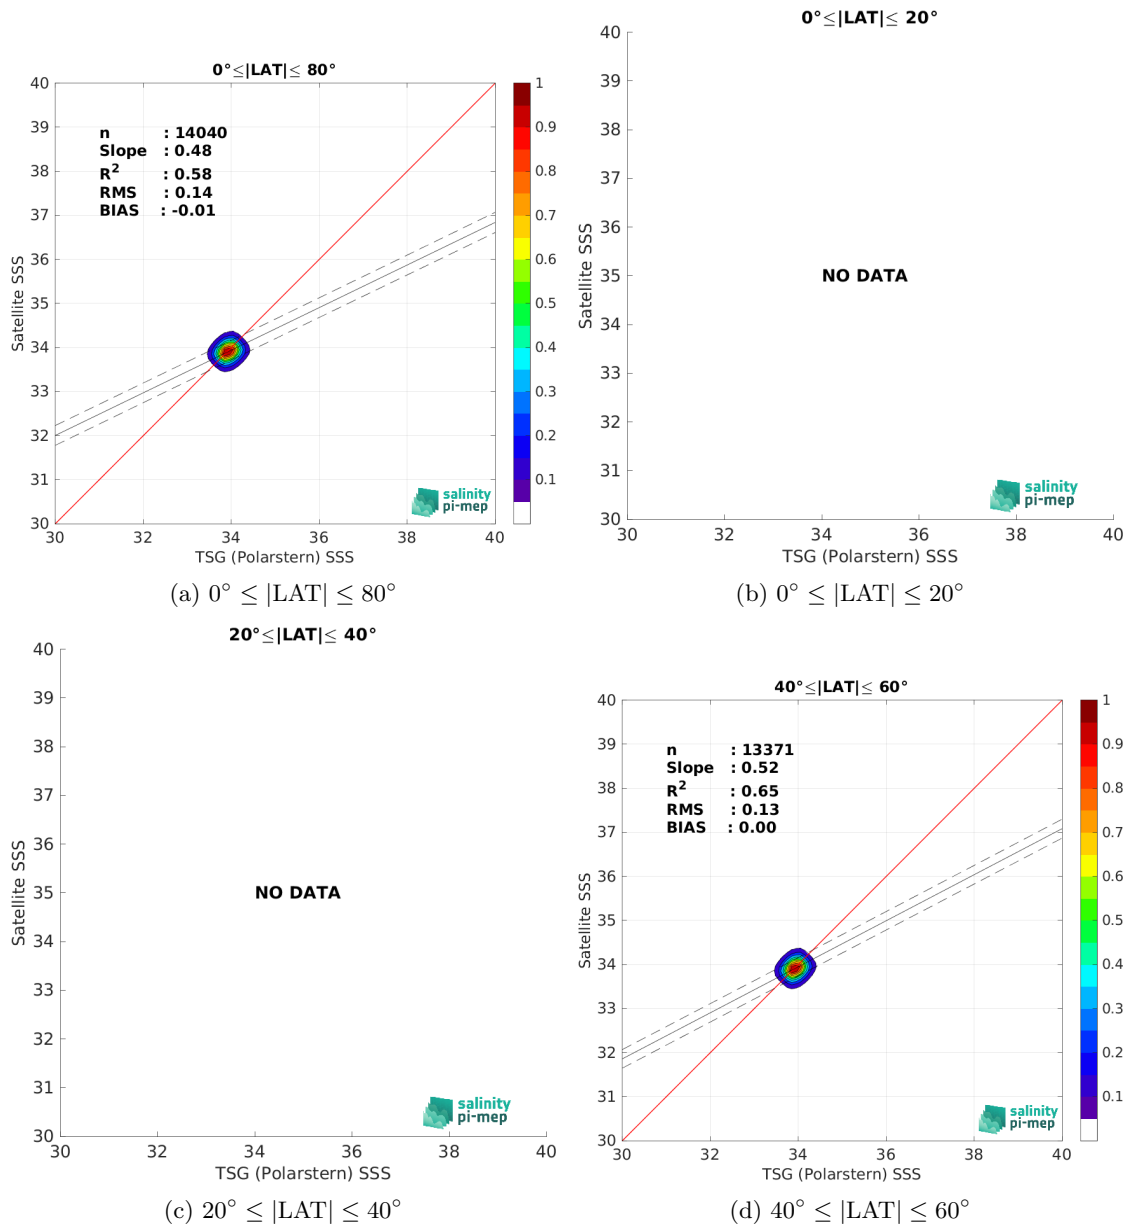 0°≤|LAT|≤ 80°
40
39
38
37
36
35
34
33
32
31
30
Satellite SSS
n : 14040
Slope : 0.48
R² : 0.58
RMS : 0.14
BIAS : -0.01
1
0.9
0.8
0.7
0.6
0.5
0.4
0.3
0.2
0.1
salinity
pi-mep
30 32 34 36 38 40
TSG (Polarstern) SSS
(a) 0° ≤ |LAT| ≤ 80°
0°≤|LAT|≤ 20°
40
39
38
37
36
35
34
33
32
31
30
Satellite SSS
NO DATA
salinity
pi-mep
30 32 34 36 38 40
TSG (Polarstern) SSS
(b) 0° ≤ |LAT| ≤ 20°
20°≤|LAT|≤ 40°
40
39
38
37
36
35
34
33
32
31
30
Satellite SSS
NO DATA
salinity
pi-mep
30 32 34 36 38 40
TSG (Polarstern) SSS
(c) 20° ≤ |LAT| ≤ 40°
40°≤|LAT|≤ 60°
40
39
38
37
36
35
34
33
32
31
30
Satellite SSS
n : 13371
Slope : 0.52
R² : 0.65
RMS : 0.13
BIAS : 0.00
1
0.9
0.8
0.7
0.6
0.5
0.4
0.3
0.2
0.1
salinity
pi-mep
30 32 34 36 38 40
TSG (Polarstern) SSS
(d) 40° ≤ |LAT| ≤ 60°